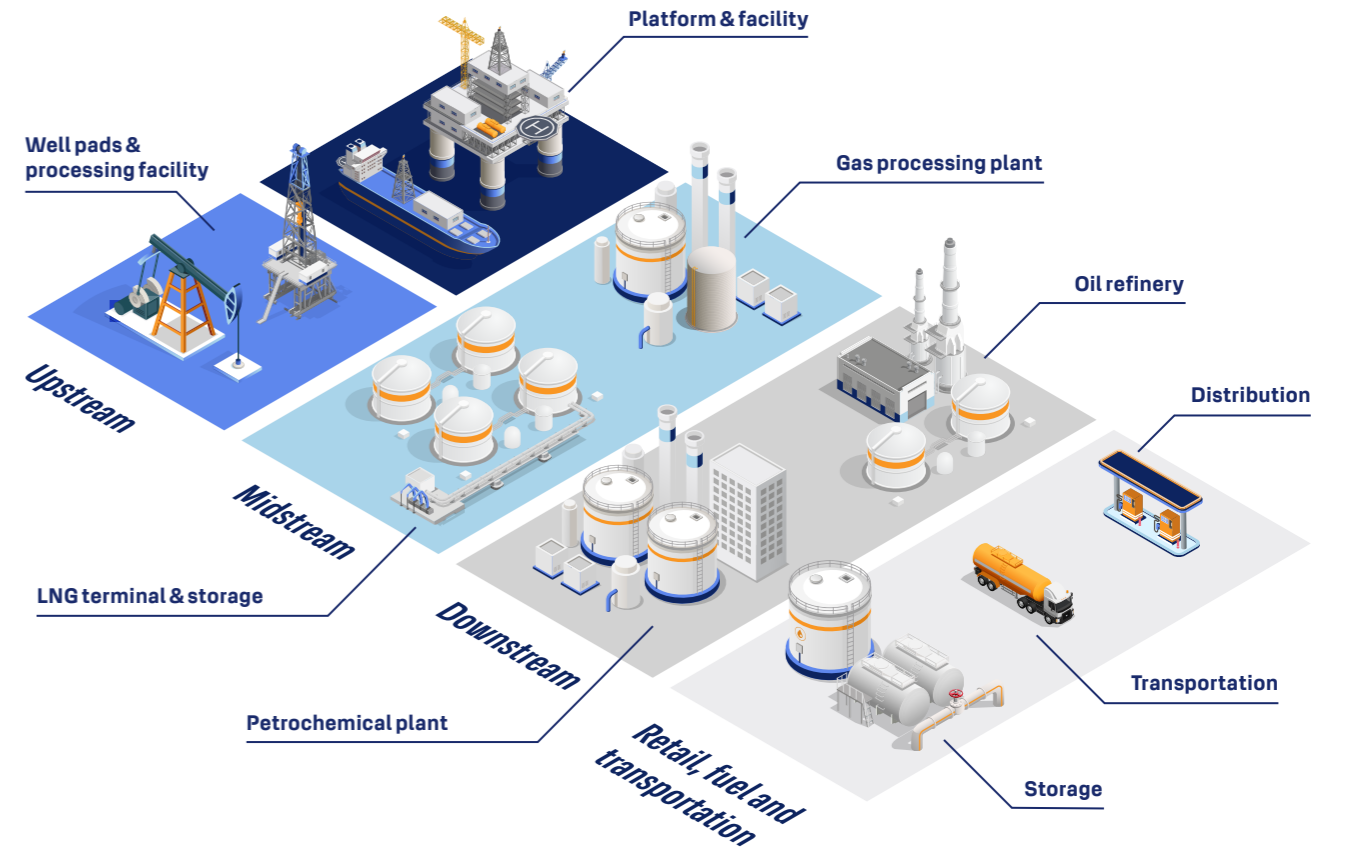 Platform & facility
Well pads &
processing facility
Gas processing plant
Oil refinery
Upstream
Distribution
Midstream
LNG terminal & storage
Downstream
Transportation
Petrochemical plant
Retail, fuel and
transportation
Storage